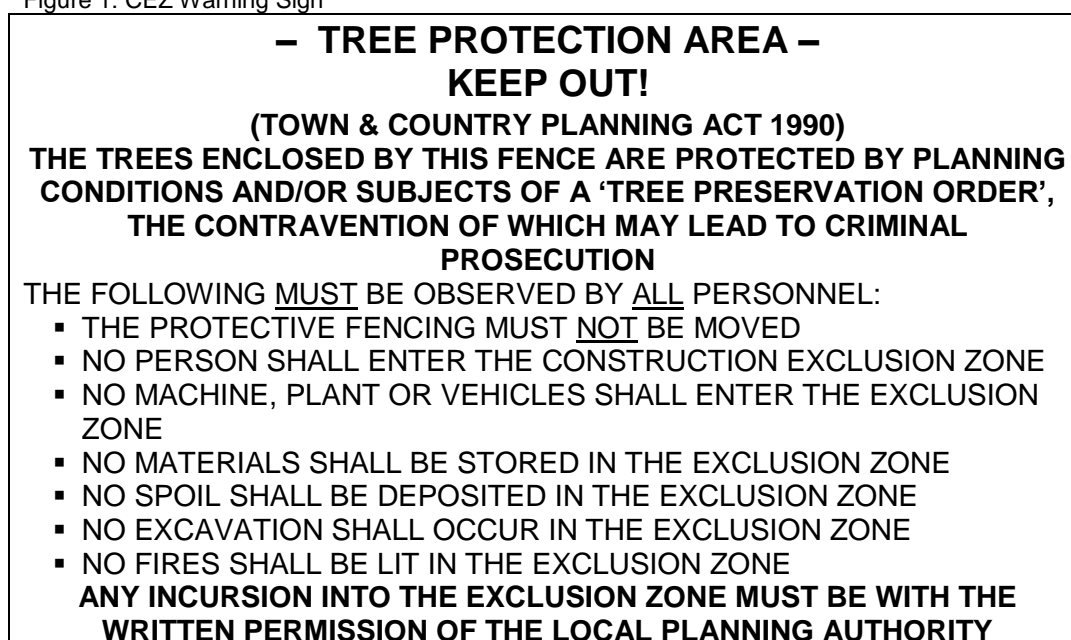 Figure 1: CEZ Warning Sign
– TREE PROTECTION AREA –
KEEP OUT!
(TOWN & COUNTRY PLANNING ACT 1990)
THE TREES ENCLOSED BY THIS FENCE ARE PROTECTED BY PLANNING
CONDITIONS AND/OR SUBJECTS OF A ‘TREE PRESERVATION ORDER’,
THE CONTRAVENTION OF WHICH MAY LEAD TO CRIMINAL
PROSECUTION
THE FOLLOWING MUST BE OBSERVED BY ALL PERSONNEL:
▪ THE PROTECTIVE FENCING MUST NOT BE MOVED
▪ NO PERSON SHALL ENTER THE CONSTRUCTION EXCLUSION ZONE
▪ NO MACHINE, PLANT OR VEHICLES SHALL ENTER THE EXCLUSION
ZONE
▪ NO MATERIALS SHALL BE STORED IN THE EXCLUSION ZONE
▪ NO SPOIL SHALL BE DEPOSITED IN THE EXCLUSION ZONE
▪ NO EXCAVATION SHALL OCCUR IN THE EXCLUSION ZONE
▪ NO FIRES SHALL BE LIT IN THE EXCLUSION ZONE
ANY INCURSION INTO THE EXCLUSION ZONE MUST BE WITH THE
WRITTEN PERMISSION OF THE LOCAL PLANNING AUTHORITY